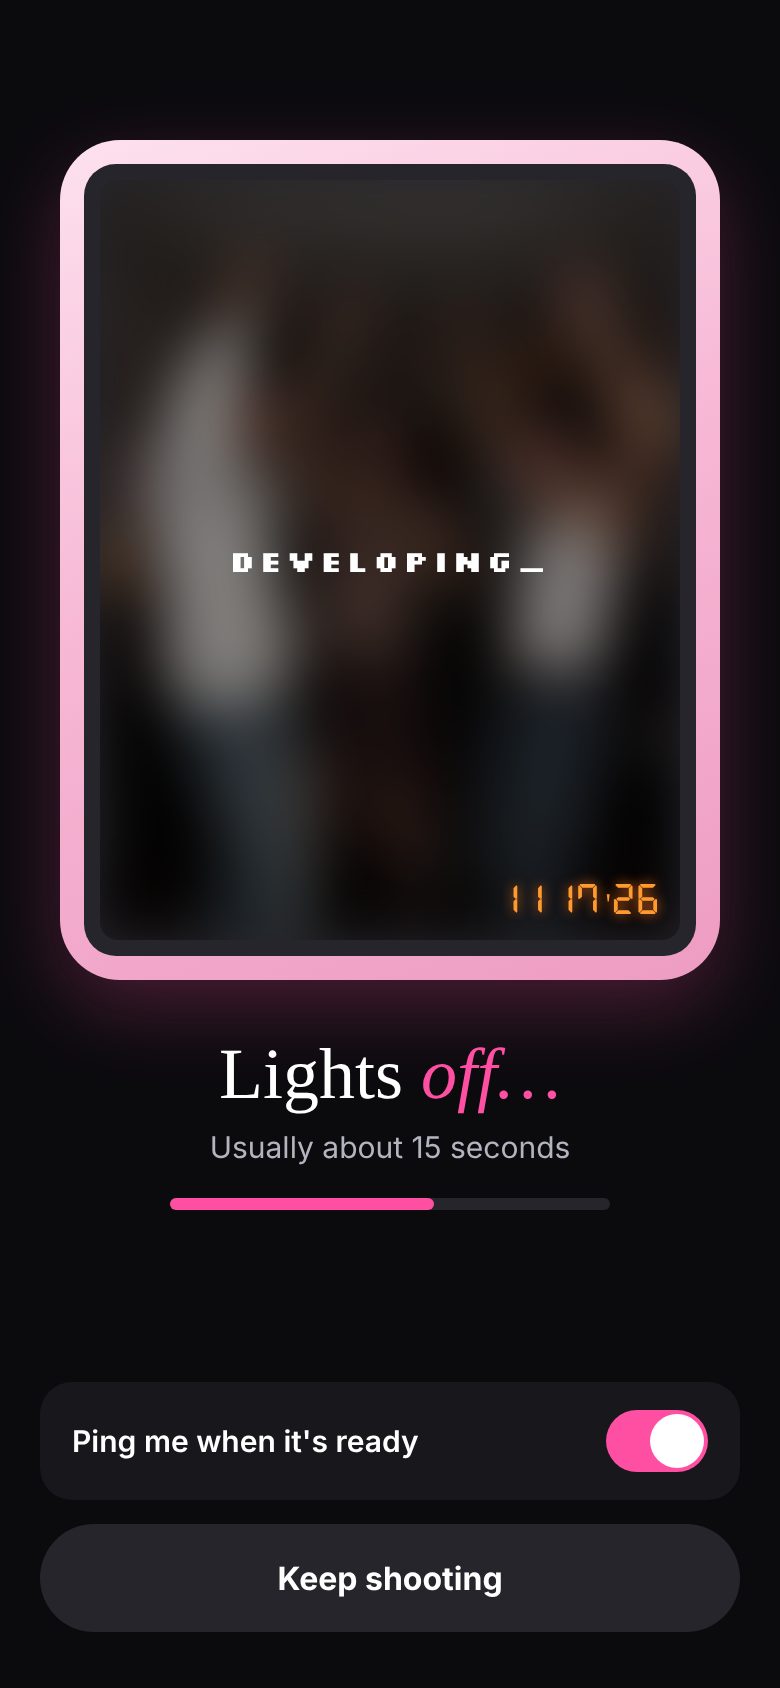 DEVELOPING_
11 17 '26
Lights off...
Usually about 15 seconds
Ping me when it's ready
Keep shooting